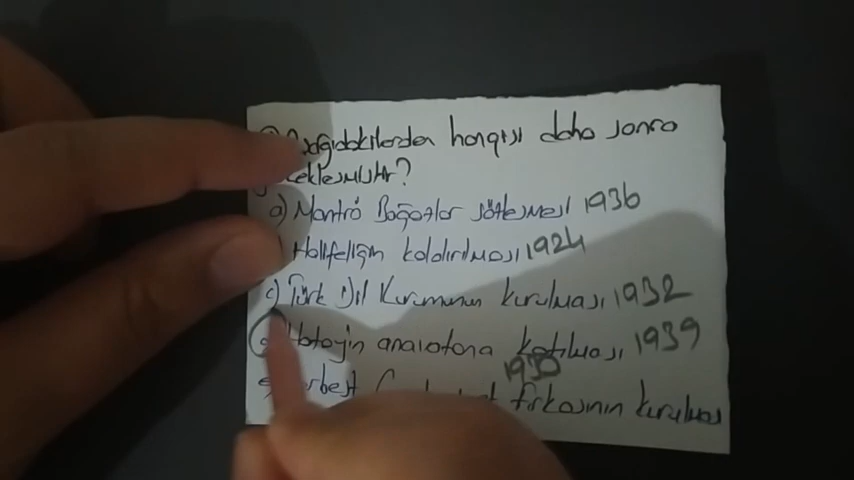 hangisi daha sonra
gerçekleşmiştir?
a) Montrö Boğazlar sözleşmesi 1936
Halifeliğin kaldırılması 1924
c) Türk Dil Kurumunun kurulması 1932
Hatay'ın anavatana katılması 1939
1930
fırkasının kurulması